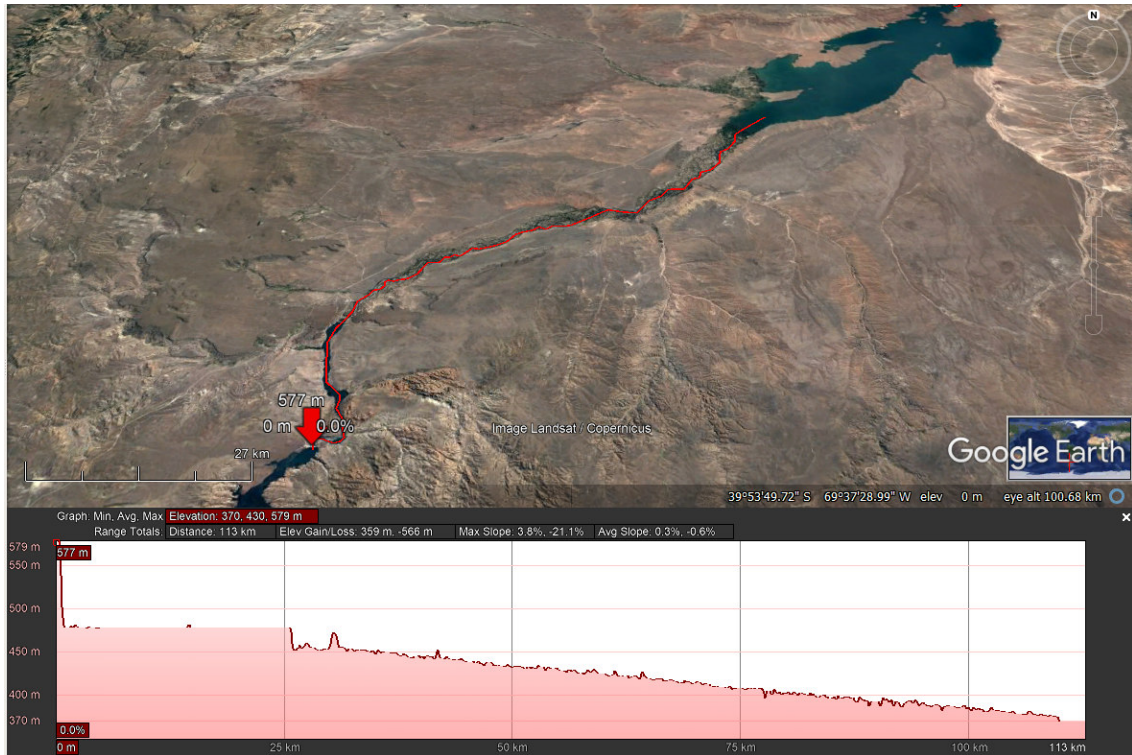 N
577 m
0 m 0.0%
27 km
Image Landsat / Copernicus
Google Earth
39°53'49.72" S 69°37'28.99" W elev 0 m eye alt 100.68 km
Graph: Min, Avg, Max Elevation: 370, 430, 579 m
Range Totals: Distance: 113 km Elev Gain/Loss: 359 m, -566 m Max Slope: 3.8%, -21.1% Avg Slope: 0.3%, -0.6%
579 m
577 m
550 m
500 m
450 m
400 m
370 m
0.0%
0 m 25 km 50 km 75 km 100 km 113 km